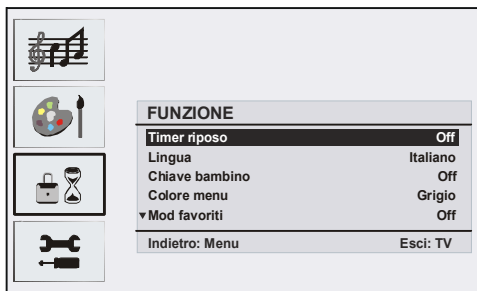 FUNZIONE
Timer riposo Off
Lingua Italiano
Chiave bambino Off
Colore menu Grigio
▾Mod favoriti Off
Indietro: Menu Esci: TV